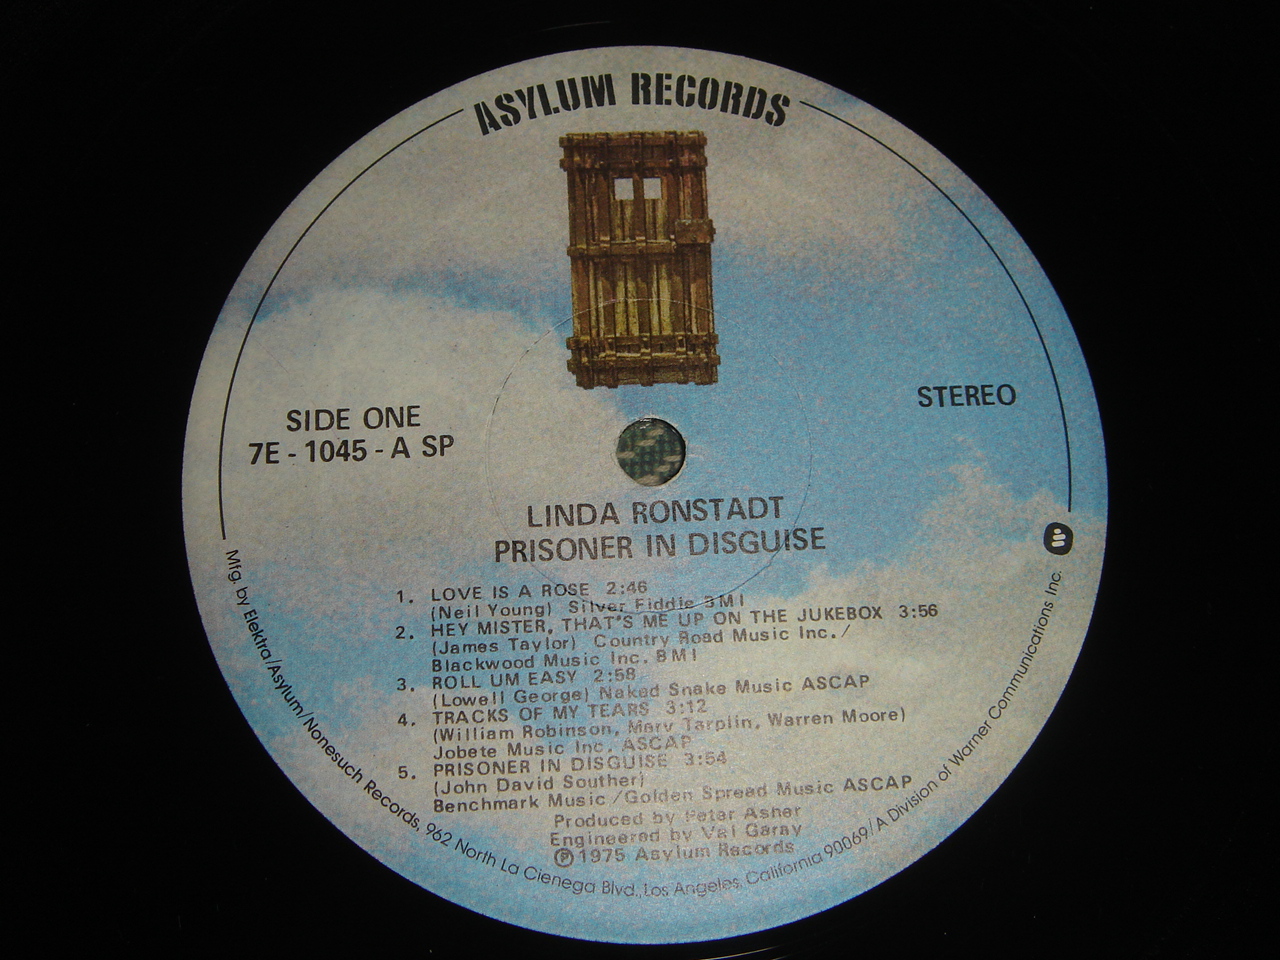 ASYLUM RECORDS
SIDE ONE
7E - 1045 - A SP
STEREO
LINDA RONSTADT
PRISONER IN DISGUISE
1. LOVE IS A ROSE 2:46
(Neil Young) Silver Fiddle BMI
2. HEY MISTER, THAT'S ME UP ON THE JUKEBOX 3:56
(James Taylor) Country Road Music Inc./
Blackwood Music Inc. BMI
3. ROLL UM EASY 2:58
(Lowell George) Naked Snake Music ASCAP
4. TRACKS OF MY TEARS 3:12
(William Robinson, Marv Tarplin, Warren Moore)
Jobete Music Inc. ASCAP
5. PRISONER IN DISGUISE 3:54
(John David Souther)
Benchmark Music/Golden Spread Music ASCAP
Produced by Peter Asher
Engineered by Val Garay
℗ 1975 Asylum Records
Mfg. by Elektra/Asylum/Nonesuch Records, 962 North La Cienega Blvd., Los Angeles, California 90069/A Division of Warner Communications Inc.